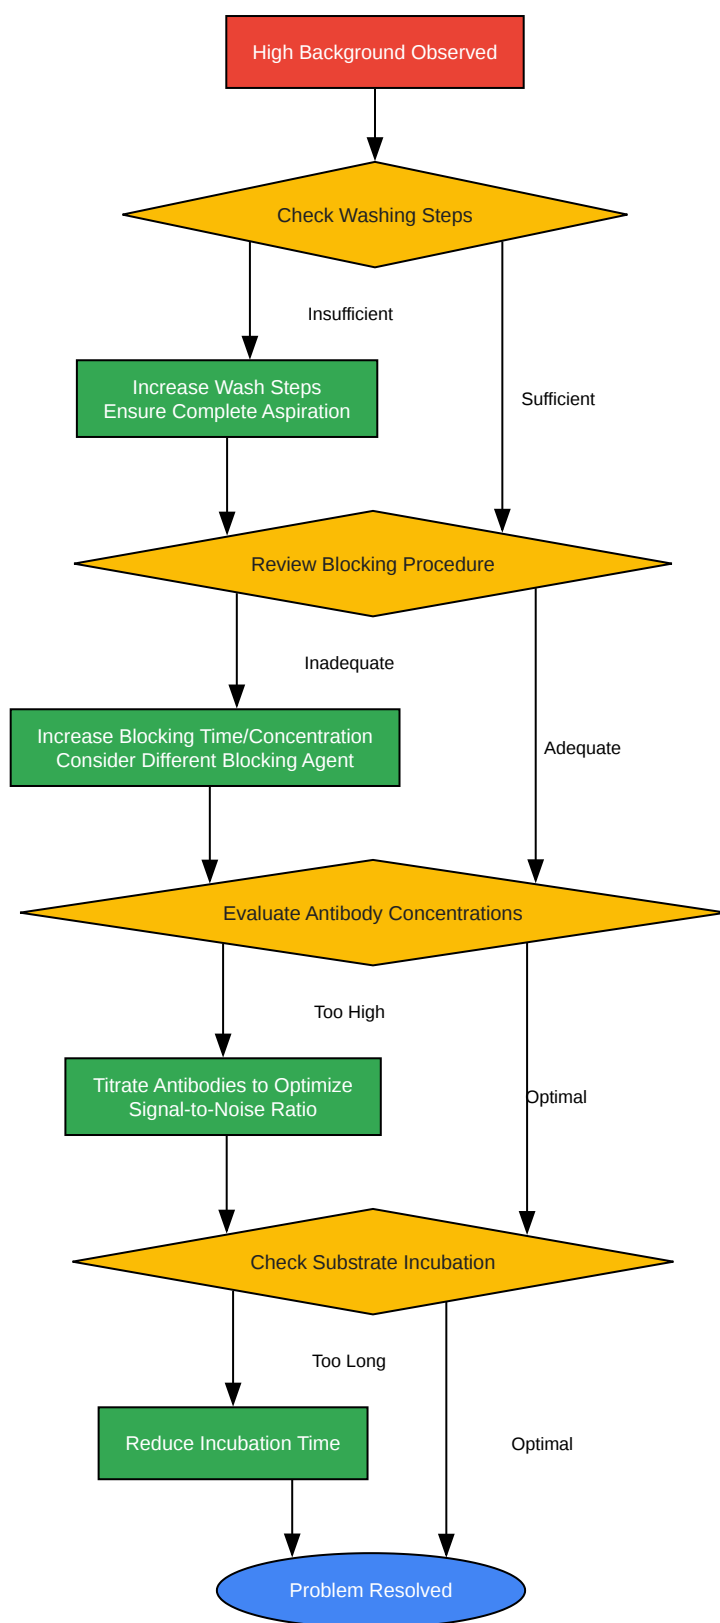 High Background Observed
Check Washing Steps
Insufficient
Increase Wash Steps
Ensure Complete Aspiration
Sufficient
Review Blocking Procedure
Inadequate
Increase Blocking Time/Concentration
Consider Different Blocking Agent
Adequate
Evaluate Antibody Concentrations
Too High
Titrate Antibodies to Optimize
Signal-to-Noise Ratio
Optimal
Check Substrate Incubation
Too Long
Reduce Incubation Time
Optimal
Problem Resolved